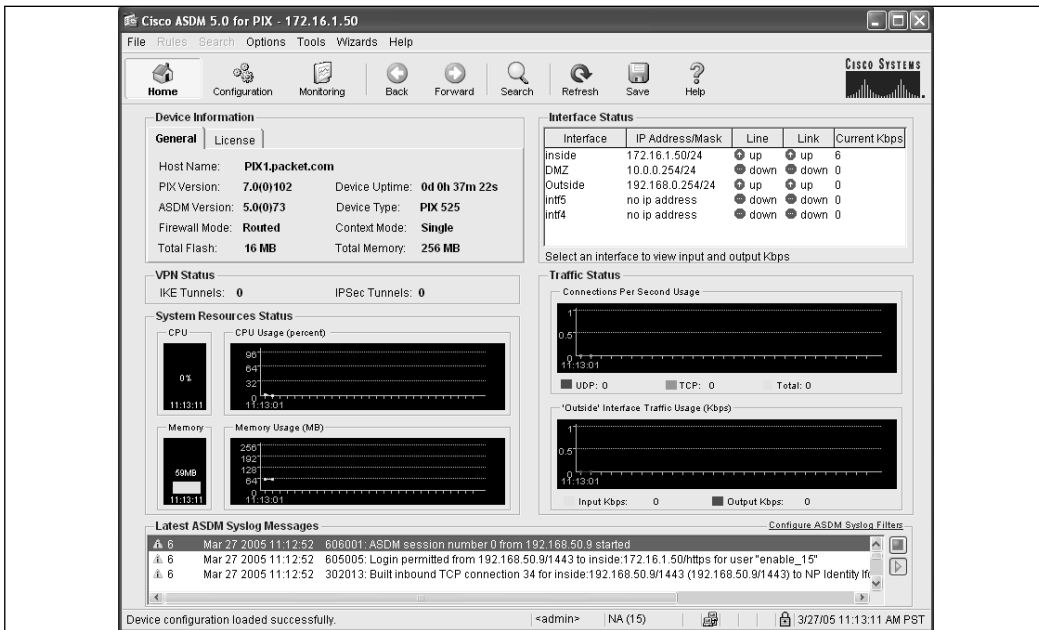 Cisco ASDM 5.0 for PIX - 172.16.1.50
File Rules Search Options Tools Wizards Help
Home Configuration Monitoring Back Forward Search Refresh Save Help
CISCO SYSTEMS
Device Information
General License
Host Name: PIX1.packet.com
PIX Version: 7.0(0)102 Device Uptime: 0d 0h 37m 22s
ASDM Version: 5.0(0)73 Device Type: PIX 525
Firewall Mode: Routed Context Mode: Single
Total Flash: 16 MB Total Memory: 256 MB
Interface Status
Interface IP Address/Mask Line Link Current Kbps
inside 172.16.1.50/24 up up 6
DMZ 10.0.0.254/24 down down 0
Outside 192.168.0.254/24 up up 0
intf5 no ip address down down 0
intf4 no ip address down down 0
Select an interface to view input and output Kbps
VPN Status
IKE Tunnels: 0 IPSec Tunnels: 0
System Resources Status
CPU
0%
11:13:11
CPU Usage (percent)
96
64
32
0
11:13:01
Memory
59MB
11:13:11
Memory Usage (MB)
256
192
128
64
0
11:13:01
Traffic Status
Connections Per Second Usage
1
0.5
0
11:13:01
UDP: 0 TCP: 0 Total: 0
'Outside' Interface Traffic Usage (Kbps)
1
0.5
0
11:13:01
Input Kbps: 0 Output Kbps: 0
Latest ASDM Syslog Messages Configure ASDM Syslog Filters
6 Mar 27 2005 11:12:52 606001: ASDM session number 0 from 192.168.50.9 started
6 Mar 27 2005 11:12:52 605005: Login permitted from 192.168.50.9/1443 to inside:172.16.1.50/https for user "enable_15"
6 Mar 27 2005 11:12:52 302013: Built inbound TCP connection 34 for inside:192.168.50.9/1443 (192.168.50.9/1443) to NP Identity Ifc
Device configuration loaded successfully. <admin> NA (15) 3/27/05 11:13:11 AM PST